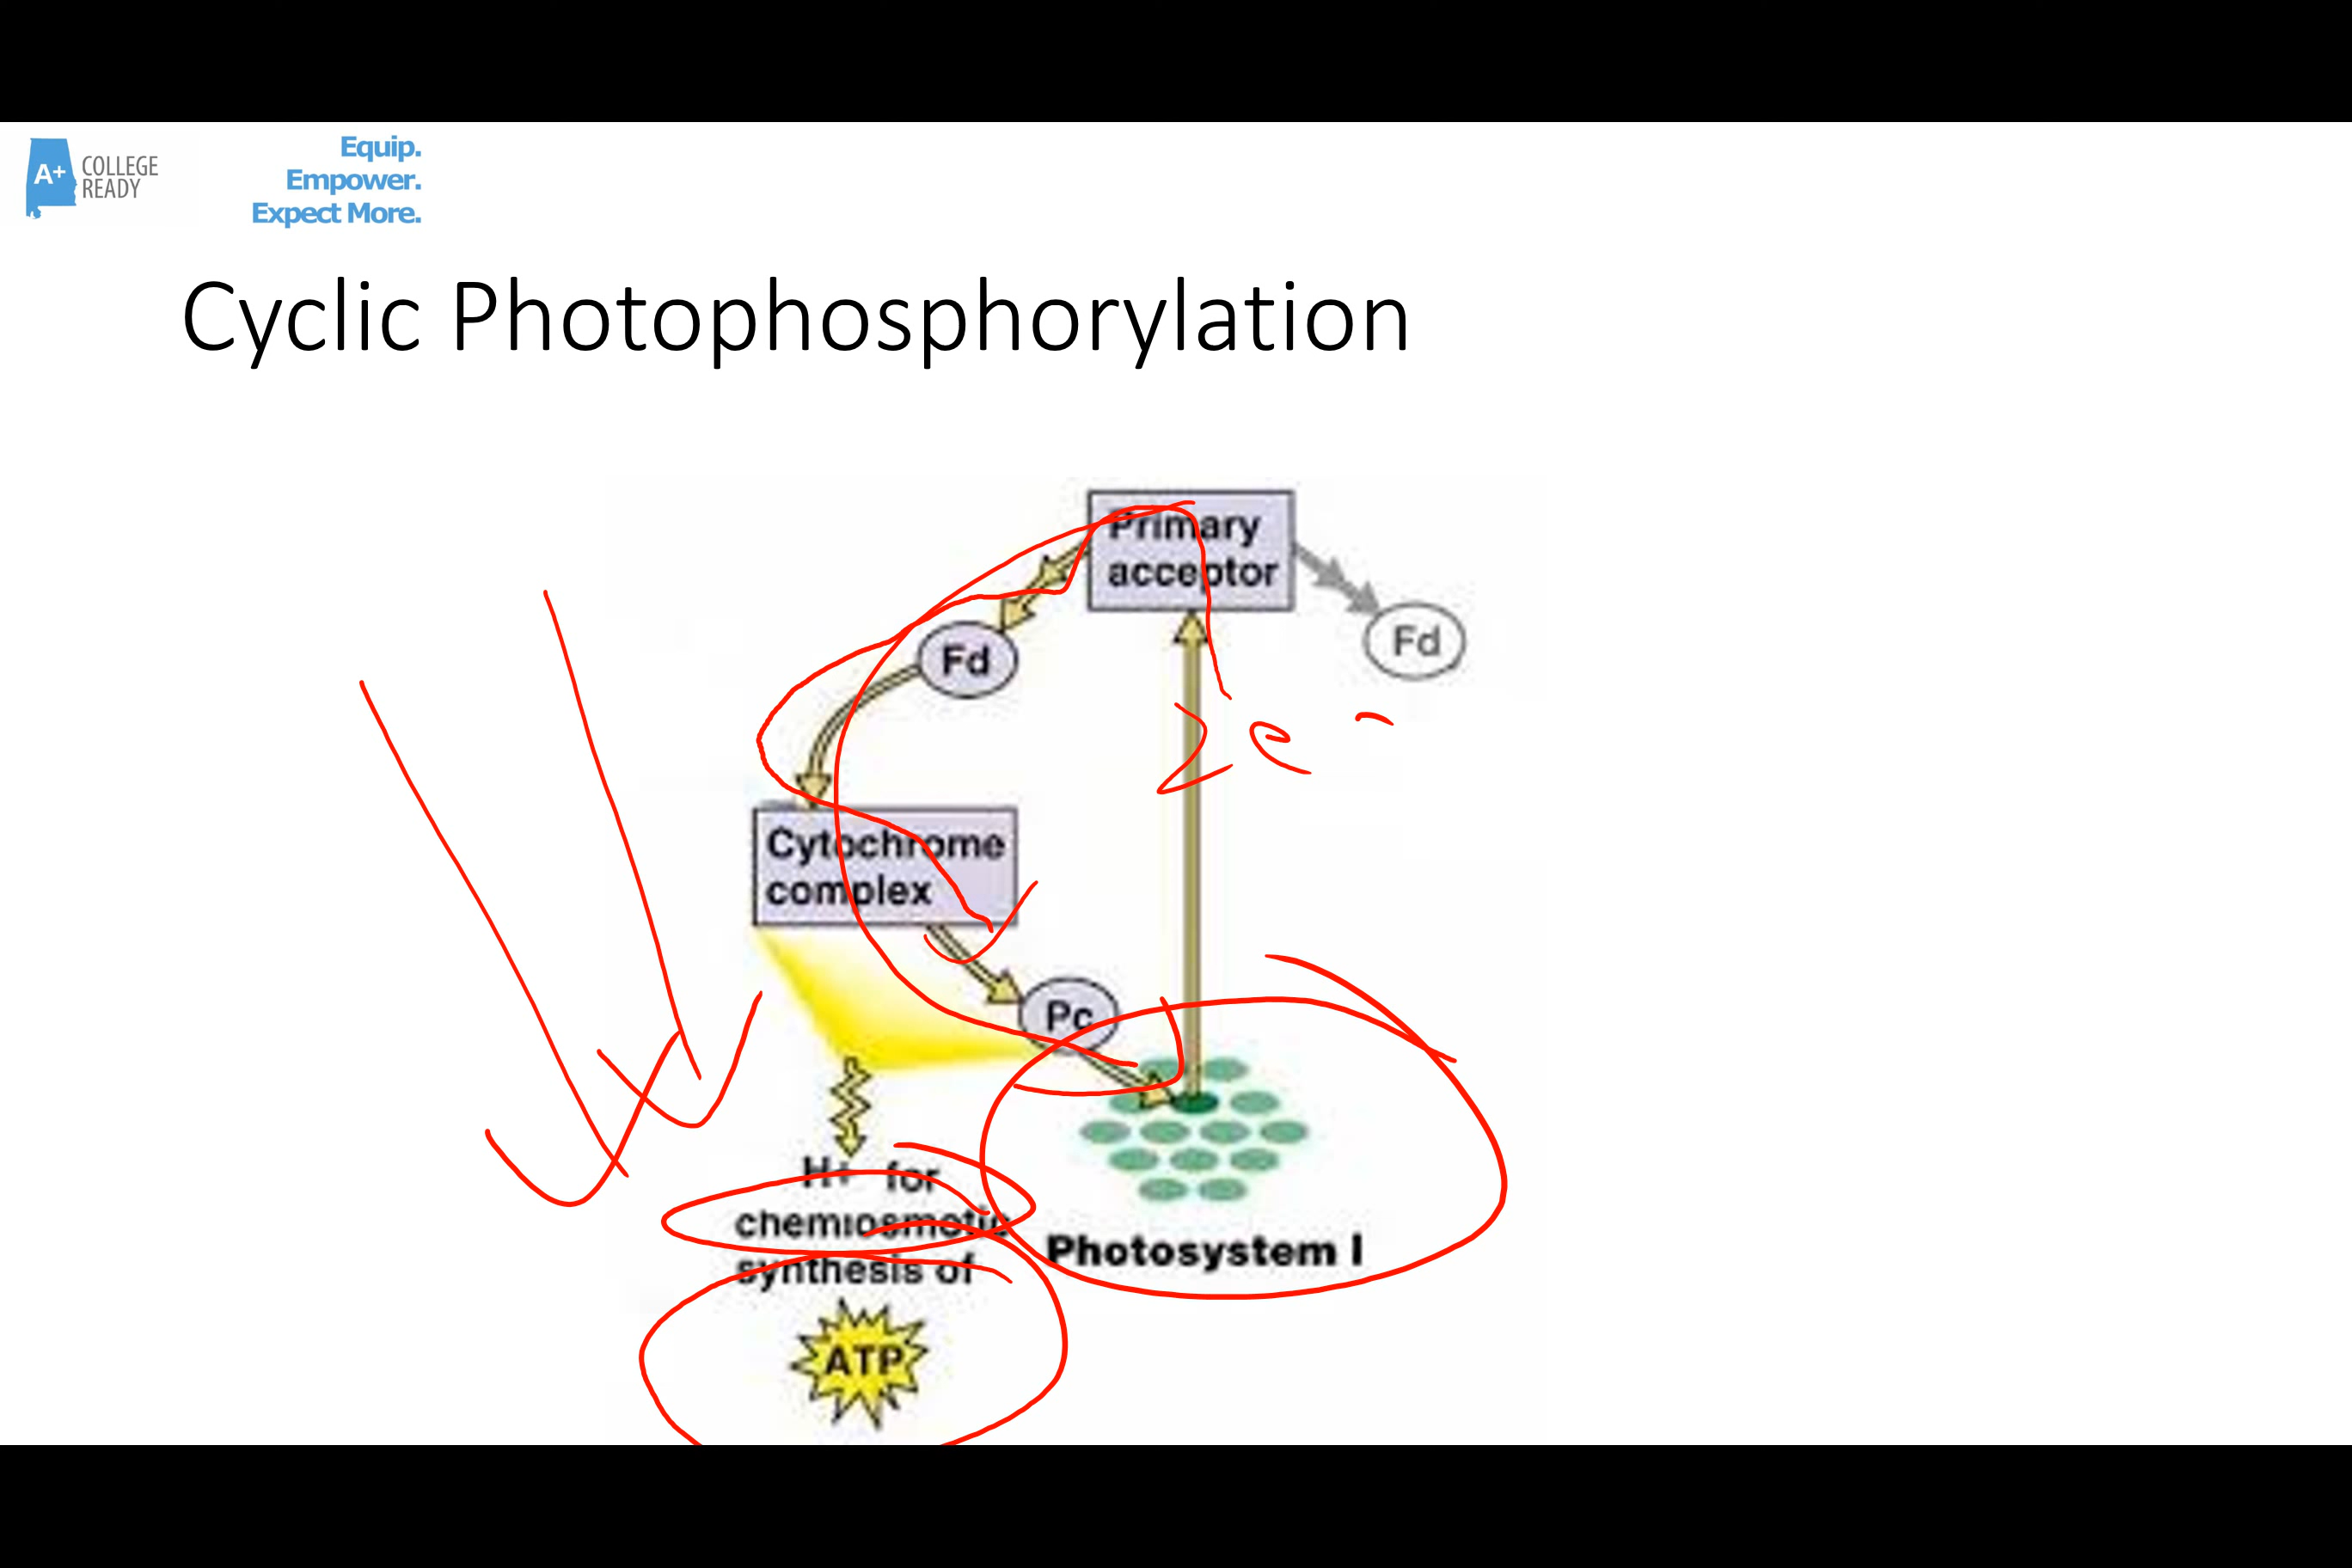 A+ COLLEGE
READY
Equip.
Empower.
Expect More.
Cyclic Photophosphorylation
Primary
acceptor
Fd
Fd
2e-
Cytochrome
complex
Pc
H+ for
chemiosmotic
synthesis of
ATP
Photosystem I